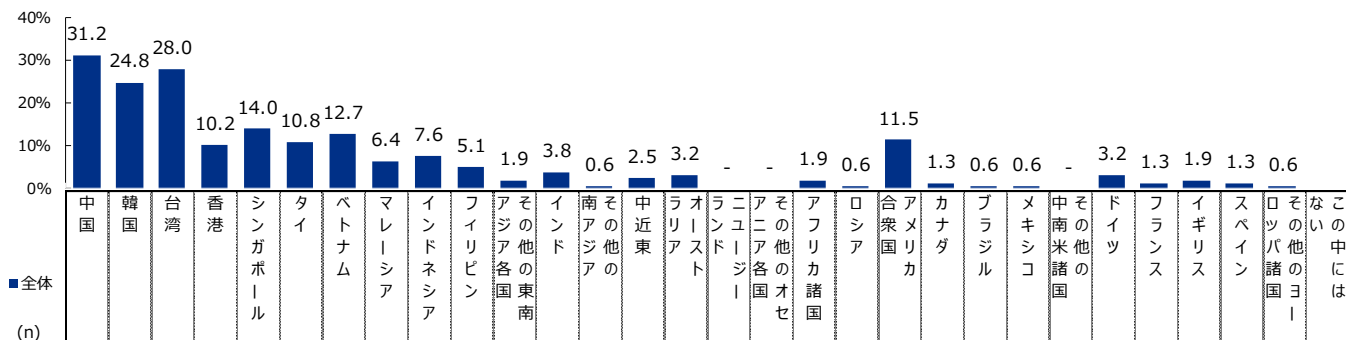 40%
30%
20%
10%
0%
31.2
24.8
28.0
10.2
14.0
10.8
12.7
6.4
7.6
5.1
1.9
3.8
0.6
2.5
3.2
-
-
1.9
0.6
11.5
1.3
0.6
0.6
-
3.2
1.3
1.9
1.3
0.6
中国
韓国
台湾
香港
シンガポール
タイ
ベトナム
マレーシア
インドネシア
フィリピン
その他の東南
アジア各国
インド
その他の
南アジア
中近東
オースト
ラリア
ニュージー
ランド
その他のオセ
アニア各国
アフリカ諸国
ロシア
アメリカ
合衆国
カナダ
ブラジル
メキシコ
その他の
中南米諸国
ドイツ
フランス
イギリス
スペイン
その他のヨー
ロッパ諸国
この中には
ない
全体
(n)